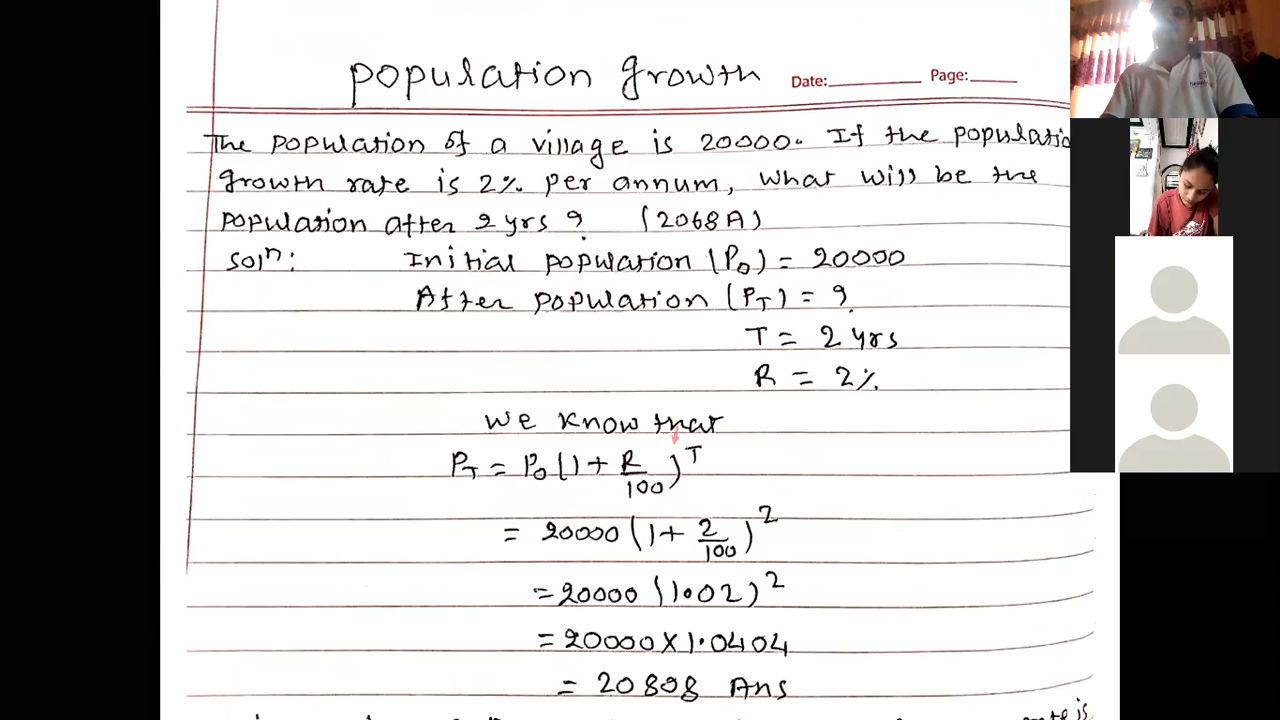 population growth Date: Page:
The population of a village is 20000. If the populatio
growth rate is 2% per annum, what will be the
population after 2 yrs ? (2068A)
Solⁿ: Initial population (P₀) = 20000
After population (P_T) = ?
T = 2 yrs
R = 2%
We know that
P_T = P₀ (1 + R/100)^T
= 20000 (1 + 2/100)²
= 20000 (1.02)²
= 20000 × 1.0404
= 20808 Ans